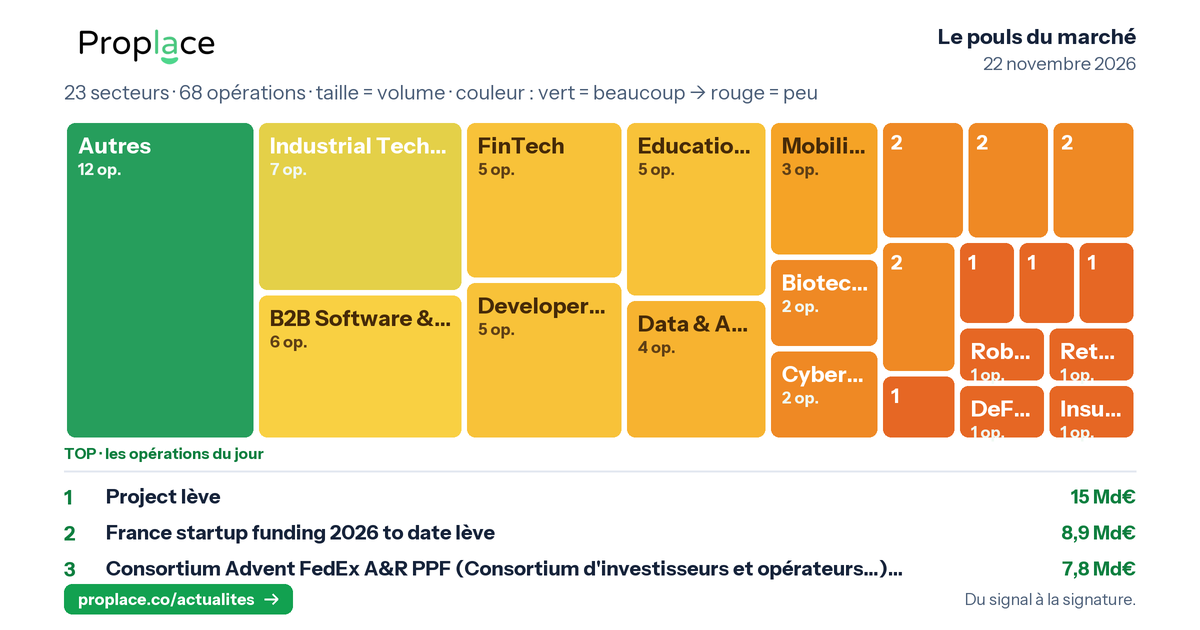 Proplace
Le pouls du marché
22 novembre 2026
23 secteurs · 68 opérations · taille = volume · couleur : vert = beaucoup → rouge = peu
Autres
12 op.
Industrial Tech...
7 op.
B2B Software &...
6 op.
FinTech
5 op.
Developer...
5 op.
Educatio...
5 op.
Data & A...
4 op.
Mobili...
3 op.
Biotec...
2 op.
Cyber...
2 op.
2
2
2
2
1
1
1
1
Rob...
1 op.
Ret...
1 op.
DeF...
1 op.
Insu...
1 op.
TOP · les opérations du jour
1 Project lève 15 Md€
2 France startup funding 2026 to date lève 8,9 Md€
3 Consortium Advent FedEx A&R PPF (Consortium d'investisseurs et opérateurs...)... 7,8 Md€
proplace.co/actualites →
Du signal à la signature.